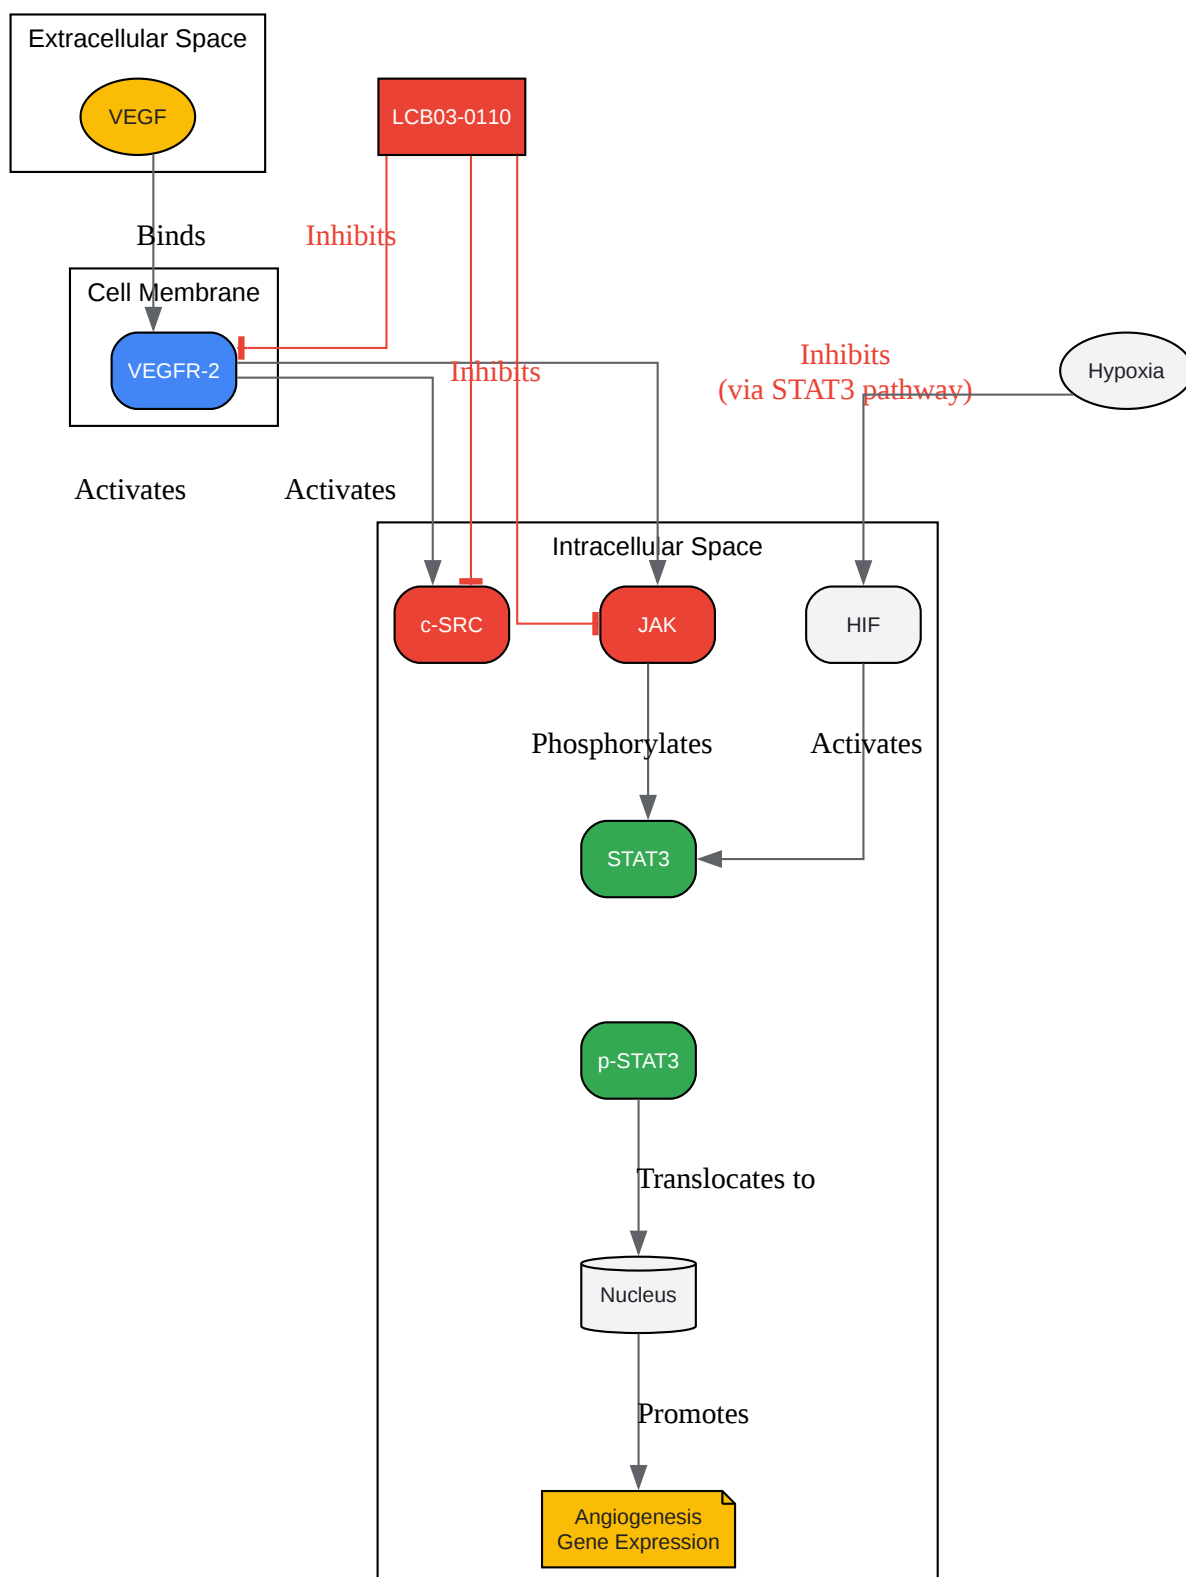 Extracellular Space
VEGF
LCB03-0110
Binds
Inhibits
Cell Membrane
VEGFR-2
Inhibits
Inhibits
(via STAT3 pathway)
Hypoxia
Activates
Activates
Intracellular Space
c-SRC
JAK
HIF
Phosphorylates
Activates
STAT3
p-STAT3
Translocates to
Nucleus
Promotes
Angiogenesis
Gene Expression